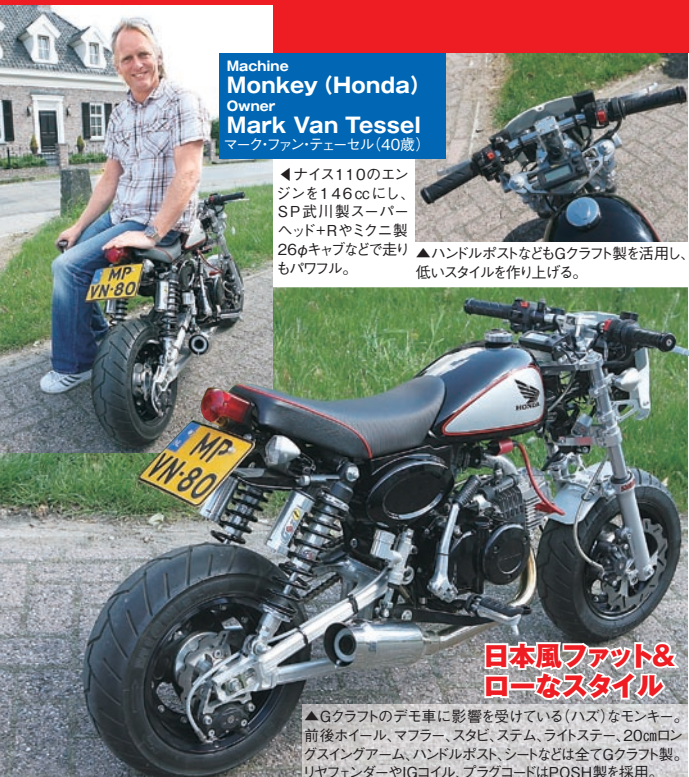 Machine
Monkey (Honda)
Owner
Mark Van Tessel
マーク・ファン・テェーセル(40歳)
◀ナイス110のエン
ジンを146ccにし、
SP武川製スーパー
ヘッド+Rやミクニ製
26φキャブなどで走り
もパワフル。
▲ハンドルポストなどもGクラフト製を活用し、
低いスタイルを作り上げる。
MP
VN-80
HONDA
MP
VN-80
日本風ファット&
ローなスタイル
▲Gクラフトのデモ車に影響を受けている(ハズ)なモンキー。
前後ホイール、マフラー、スタビ、ステム、ライトステー、20cmロン
グスイングアーム、ハンドルポスト、シートなどは全てGクラフト製。
リヤフェンダーやIGコイル、プラグコードはPOSH製を採用。